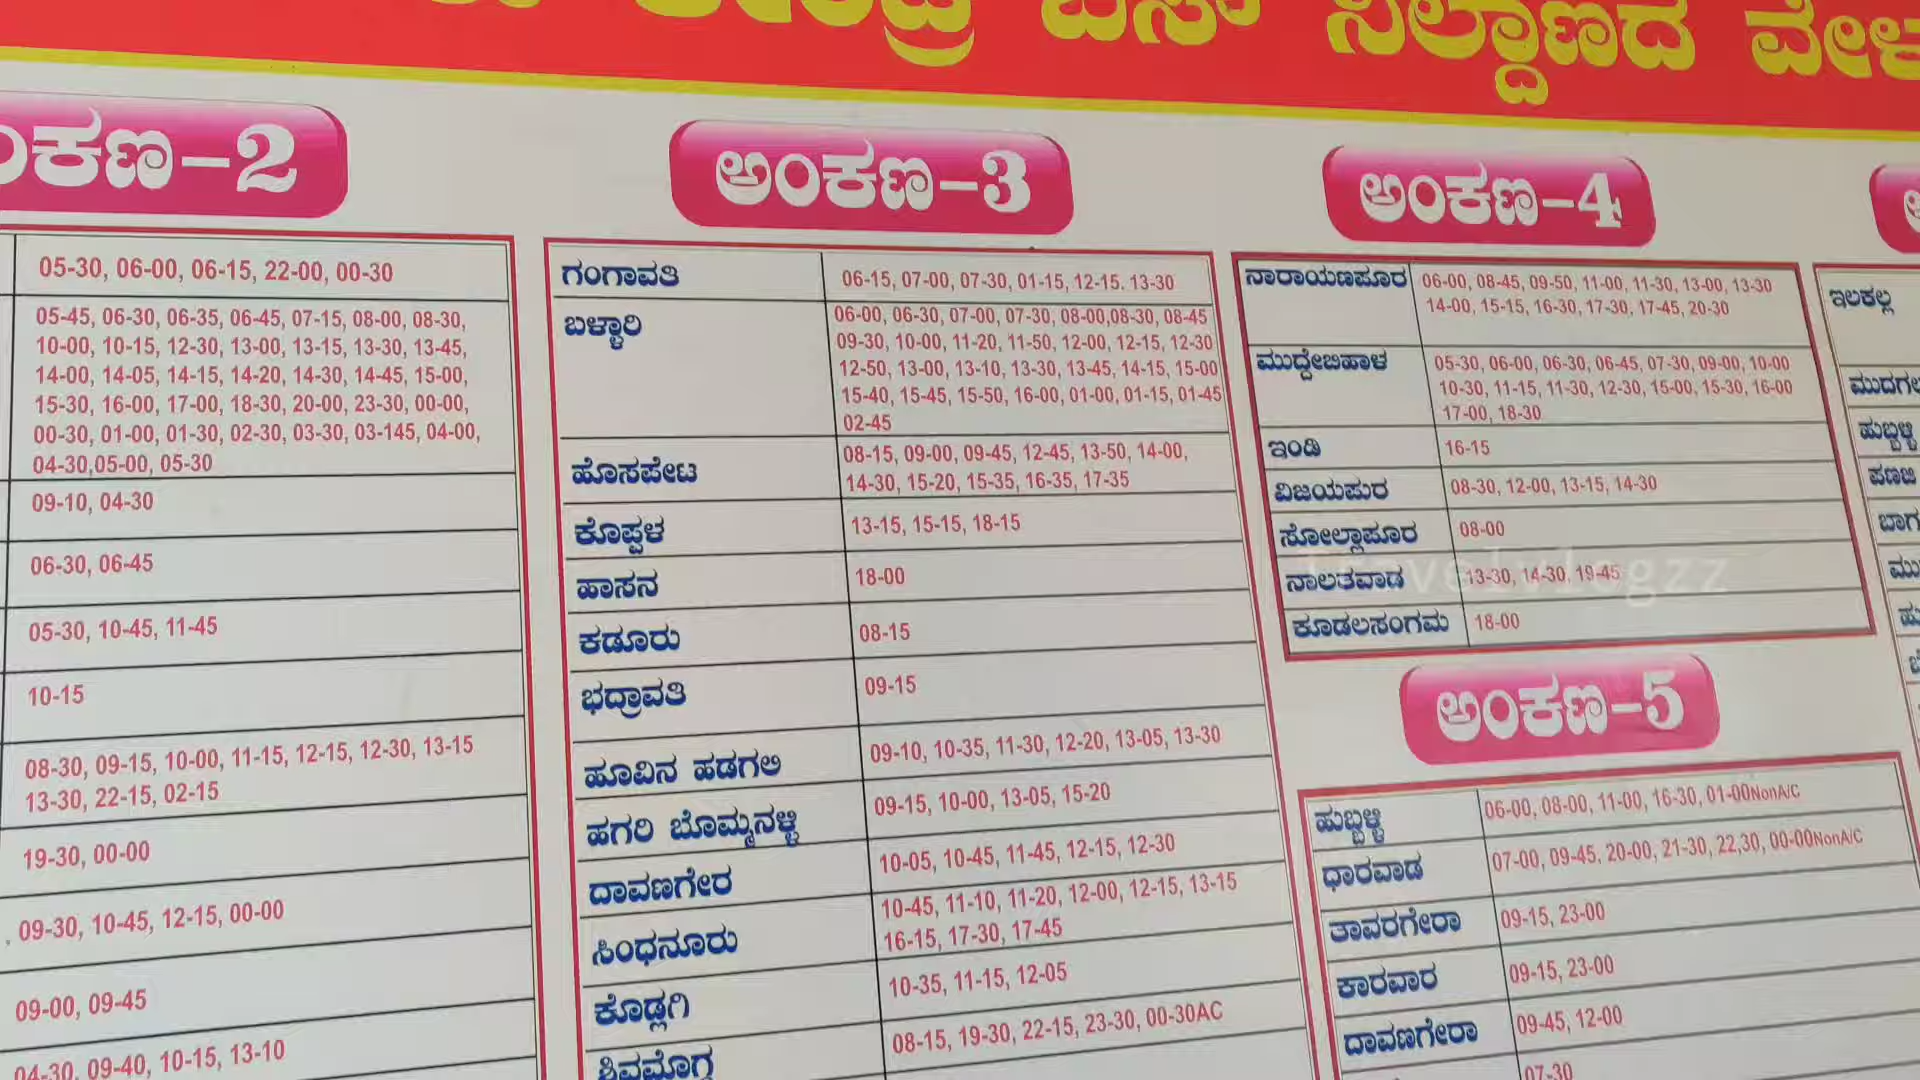 ಬಸ್ ನಿಲ್ದಾಣದ
ಅಂಕಣ-2
05-30, 06-00, 06-15, 22-00, 00-30
05-45, 06-30, 06-35, 06-45, 07-15, 08-00, 08-30,
10-00, 10-15, 12-30, 13-00, 13-15, 13-30, 13-45,
14-00, 14-05, 14-15, 14-20, 14-30, 14-45, 15-00,
15-30, 16-00, 17-00, 18-30, 20-00, 23-30, 00-00,
00-30, 01-00, 01-30, 02-30, 03-30, 03-145, 04-00,
04-30,05-00, 05-30
09-10, 04-30
06-30, 06-45
05-30, 10-45, 11-45
10-15
08-30, 09-15, 10-00, 11-15, 12-15, 12-30, 13-15
13-30, 22-15, 02-15
19-30, 00-00
09-30, 10-45, 12-15, 00-00
09-00, 09-45
04-30, 09-40, 10-15, 13-10
ಅಂಕಣ-3
ಗಂಗಾವತಿ 06-15, 07-00, 07-30, 01-15, 12-15. 13-30
ಬಳ್ಳಾರಿ 06-00, 06-30, 07-00, 07-30, 08-00,08-30, 08-45
09-30, 10-00, 11-20, 11-50, 12-00, 12-15, 12-30
12-50, 13-00, 13-10, 13-30, 13-45, 14-15, 15-00
15-40, 15-45, 15-50, 16-00, 01-00, 01-15, 01-45
02-45
ಹೊಸಪೇಟ 08-15, 09-00, 09-45, 12-45, 13-50, 14-00,
14-30, 15-20, 15-35, 16-35, 17-35
ಕೊಪ್ಪಳ 13-15, 15-15, 18-15
ಹಾಸನ 18-00
ಕಡೂರು 08-15
ಭದ್ರಾವತಿ 09-15
ಹೂವಿನ ಹಡಗಲಿ 09-10, 10-35, 11-30, 12-20, 13-05, 13-30
ಹಗರಿ ಬೊಮ್ಮನಳ್ಳಿ 09-15, 10-00, 13-05, 15-20
ದಾವಣಗೇರ 10-05, 10-45, 11-45, 12-15, 12-30
ಸಿಂಧನೂರು 10-45, 11-10, 11-20, 12-00, 12-15, 13-15
16-15, 17-30, 17-45
ಕೊಡ್ಲಗಿ 10-35, 11-15, 12-05
ಶಿವಮೊಗ್ಗ 08-15, 19-30, 22-15, 23-30, 00-30AC
ಅಂಕಣ-4
ನಾರಾಯಣಪೂರ 06-00, 08-45, 09-50, 11-00, 11-30, 13-00, 13-30
14-00, 15-15, 16-30, 17-30, 17-45, 20-30
ಮುದ್ದೇಬಿಹಾಳ 05-30, 06-00, 06-30, 06-45, 07-30, 09-00, 10-00
10-30, 11-15, 11-30, 12-30, 15-00, 15-30, 16-00
17-00, 18-30
ಇಂಡಿ 16-15
ವಿಜಯಪುರ 08-30, 12-00, 13-15, 14-30
ಸೋಲ್ಲಾಪೂರ 08-00
ನಾಲತವಾಡ 13-30, 14-30, 19-45
ಕೂಡಲಸಂಗಮ 18-00
ಅಂಕಣ-5
ಹುಬ್ಬಳ್ಳಿ 06-00, 08-00, 11-00, 16-30, 01-00NonA/C
ಧಾರವಾಡ 07-00, 09-45, 20-00, 21-30, 22,30, 00-00NonA/C
ತಾವರಗೇರಾ 09-15, 23-00
ಕಾರವಾರ 09-15, 23-00
ದಾವಣಗೇರಾ 09-45, 12-00
07-30
ಇಲಕಲ್ಲ
ಹುಬ್ಬಳ್ಳಿ